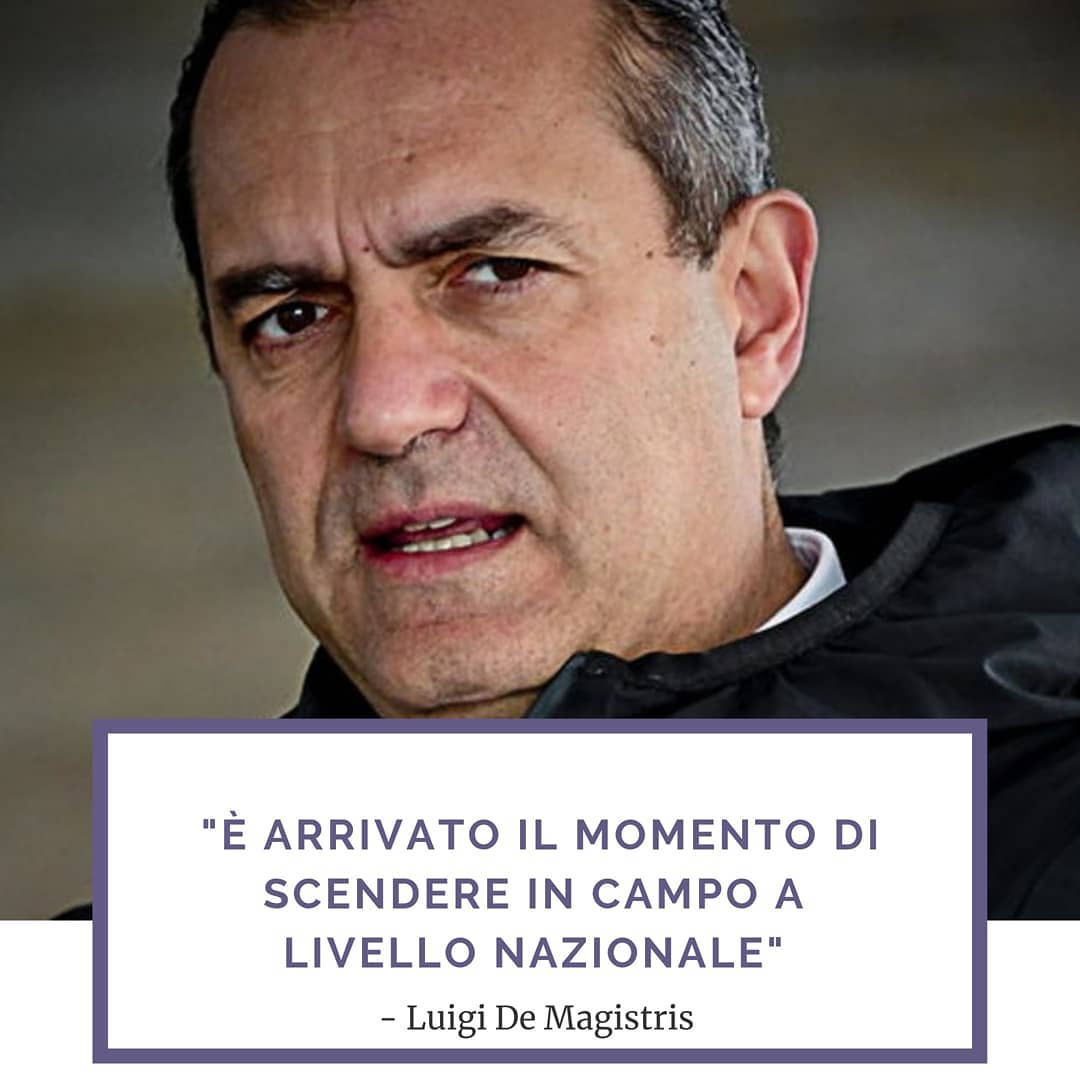 "È ARRIVATO IL MOMENTO DI
SCENDERE IN CAMPO A
LIVELLO NAZIONALE"
- Luigi De Magistris